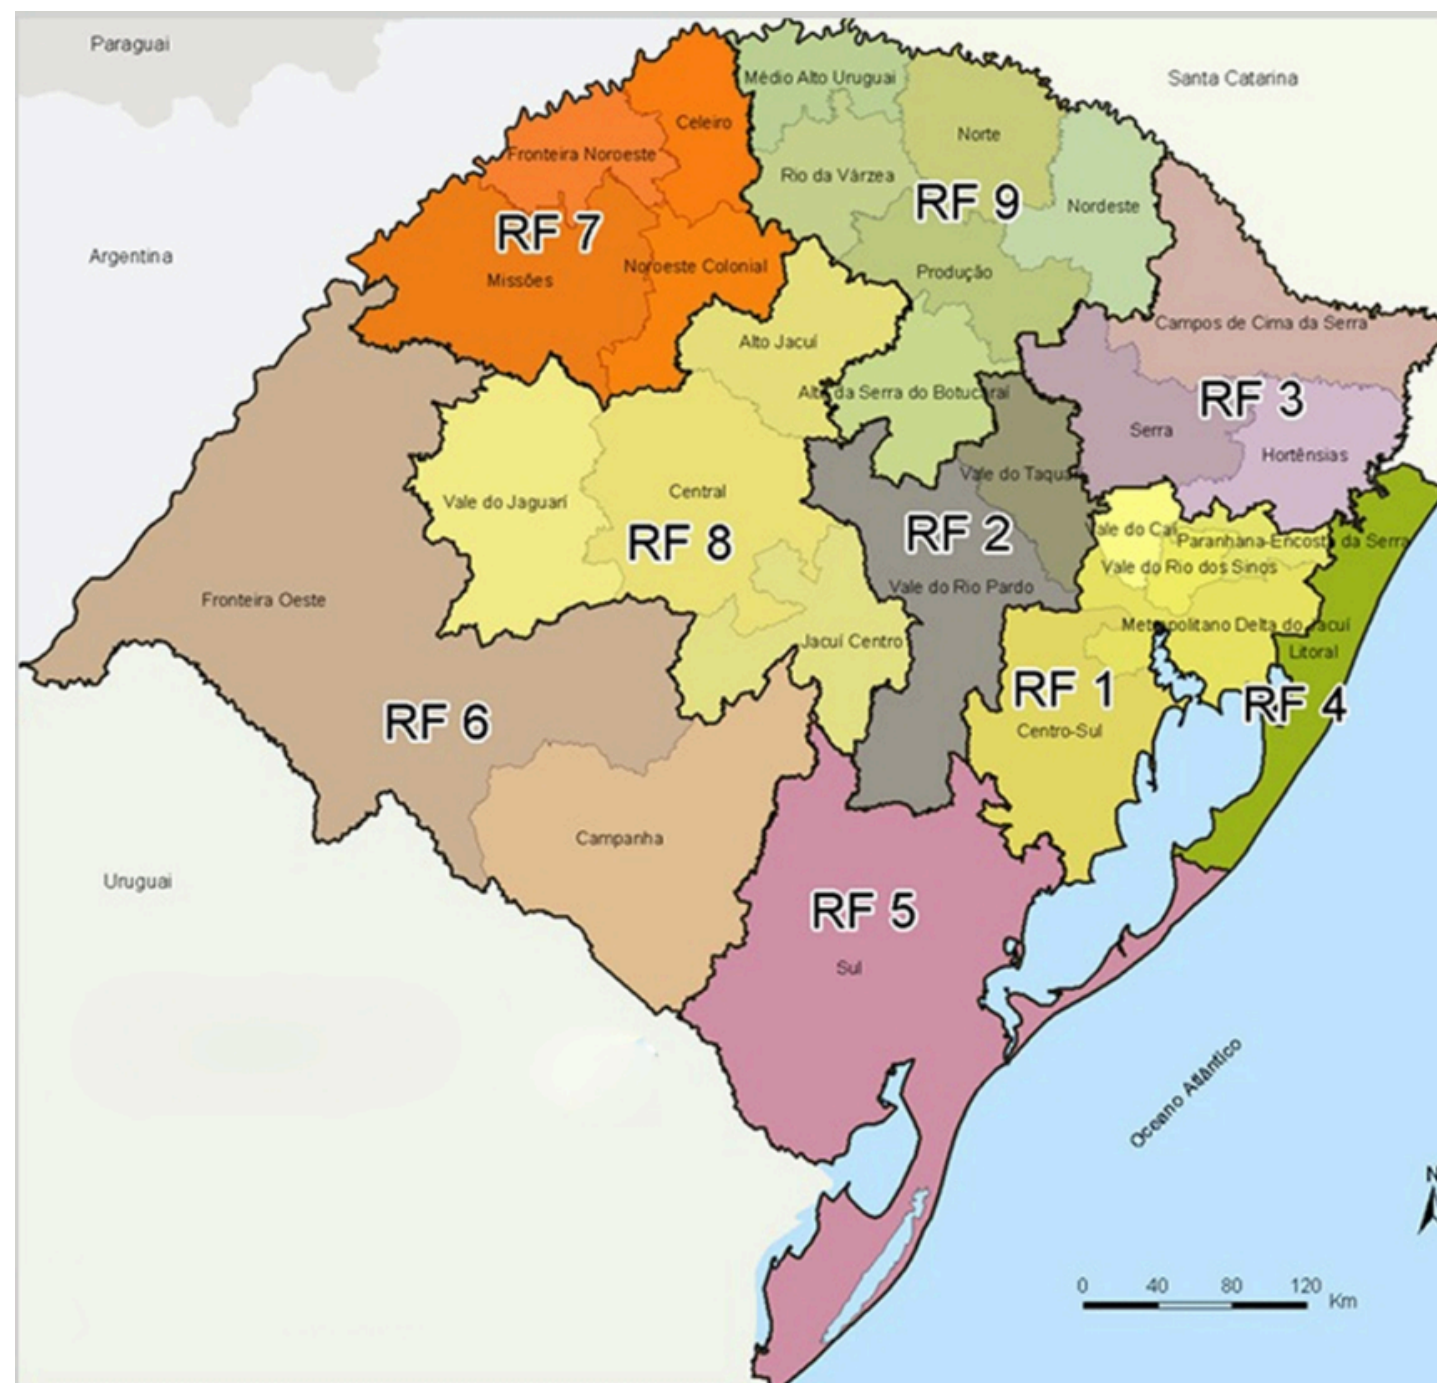 Paraguai
Santa Catarina
Médio Alto Uruguai
Celeiro
Norte
Fronteira Noroeste
Rio da Várzea
RF 9
Nordeste
RF 7
Argentina
Noroeste Colonial
Produção
Missões
Campos de Cima da Serra
Alto Jacuí
Alto da Serra do Botucaraí
RF 3
Serra
Hortênsias
Vale do Taquari
Central
Vale do Jaguarí
RF 2
RF 8
Vale do Caí
Paranhana-Encosta da Serra
Vale do Rio dos Sinos
Vale do Rio Pardo
Fronteira Oeste
Metropolitano Delta do Jacuí
Jacuí Centro
Litoral
RF 1
RF 4
RF 6
Centro-Sul
Campanha
Uruguai
RF 5
Sul
Oceano Atlântico
N
0 40 80 120
Km